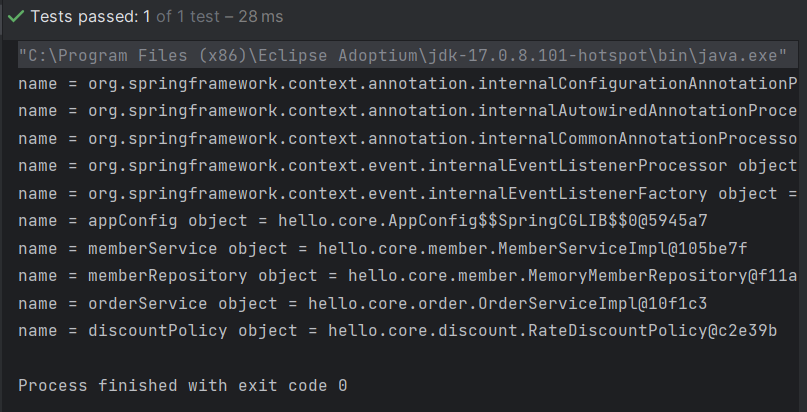 Tests passed: 1 of 1 test – 28 ms
"C:\Program Files (x86)\Eclipse Adoptium\jdk-17.0.8.101-hotspot\bin\java.exe"
name = org.springframework.context.annotation.internalConfigurationAnnotationP
name = org.springframework.context.annotation.internalAutowiredAnnotationProce
name = org.springframework.context.annotation.internalCommonAnnotationProcesso
name = org.springframework.context.event.internalEventListenerProcessor object
name = org.springframework.context.event.internalEventListenerFactory object =
name = appConfig object = hello.core.AppConfig$$SpringCGLIB$$0@5945a7
name = memberService object = hello.core.member.MemberServiceImpl@105be7f
name = memberRepository object = hello.core.member.MemoryMemberRepository@f11a
name = orderService object = hello.core.order.OrderServiceImpl@10f1c3
name = discountPolicy object = hello.core.discount.RateDiscountPolicy@c2e39b
Process finished with exit code 0